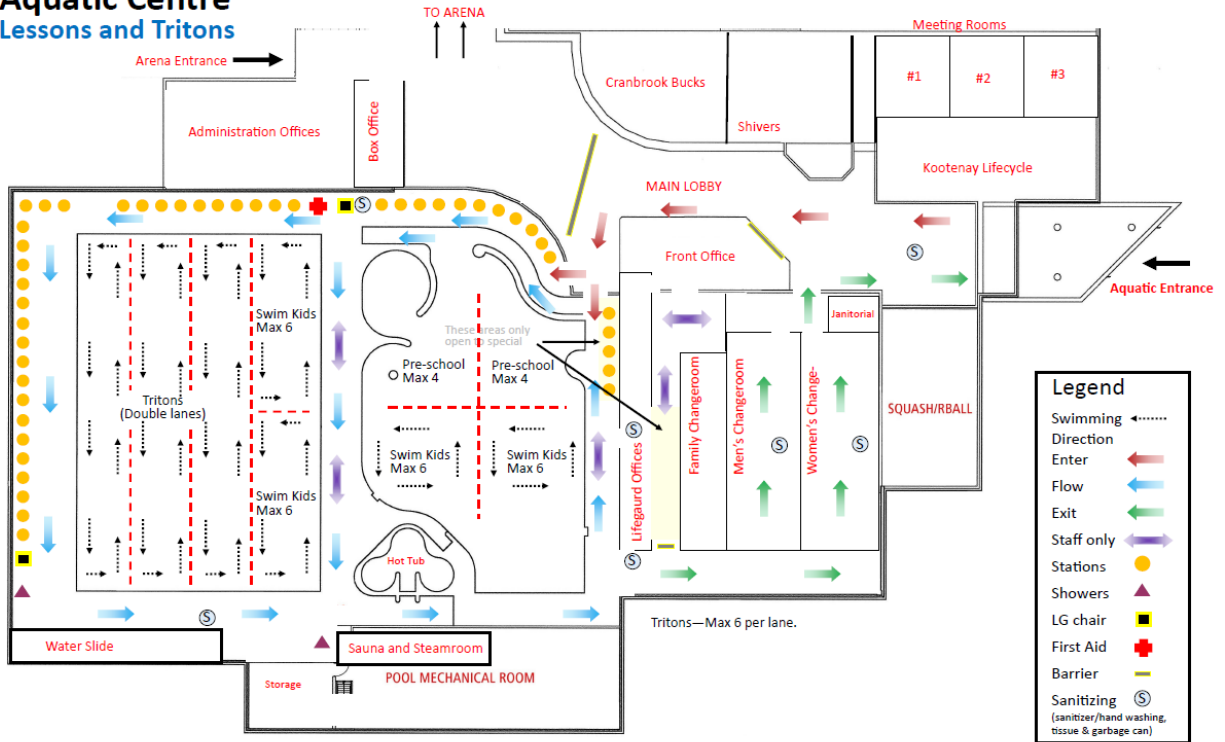 Aquatic Centre
Lessons and Tritons
TO ARENA
Arena Entrance
Meeting Rooms
Cranbrook Bucks
#1
#2
#3
Administration Offices
Box Office
Shivers
Kootenay Lifecycle
MAIN LOBBY
S
Front Office
S
Aquatic Entrance
Swim Kids
Max 6
These areas only
open to special
Janitorial
Pre-school
Max 4
Pre-school
Max 4
Tritons
(Double lanes)
Swim Kids
Max 6
Swim Kids
Max 6
Swim Kids
Max 6
S
Lifegaurd Offices
Family Changeroom
Men's Changeroom
S
Women's Change-
S
SQUASH/RBALL
Hot Tub
S
S
Tritons—Max 6 per lane.
Water Slide
Sauna and Steamroom
Storage
POOL MECHANICAL ROOM
Legend
Swimming
Direction
Enter
Flow
Exit
Staff only
Stations
Showers
LG chair
First Aid
Barrier
Sanitizing S
(sanitizer/hand washing,
tissue & garbage can)